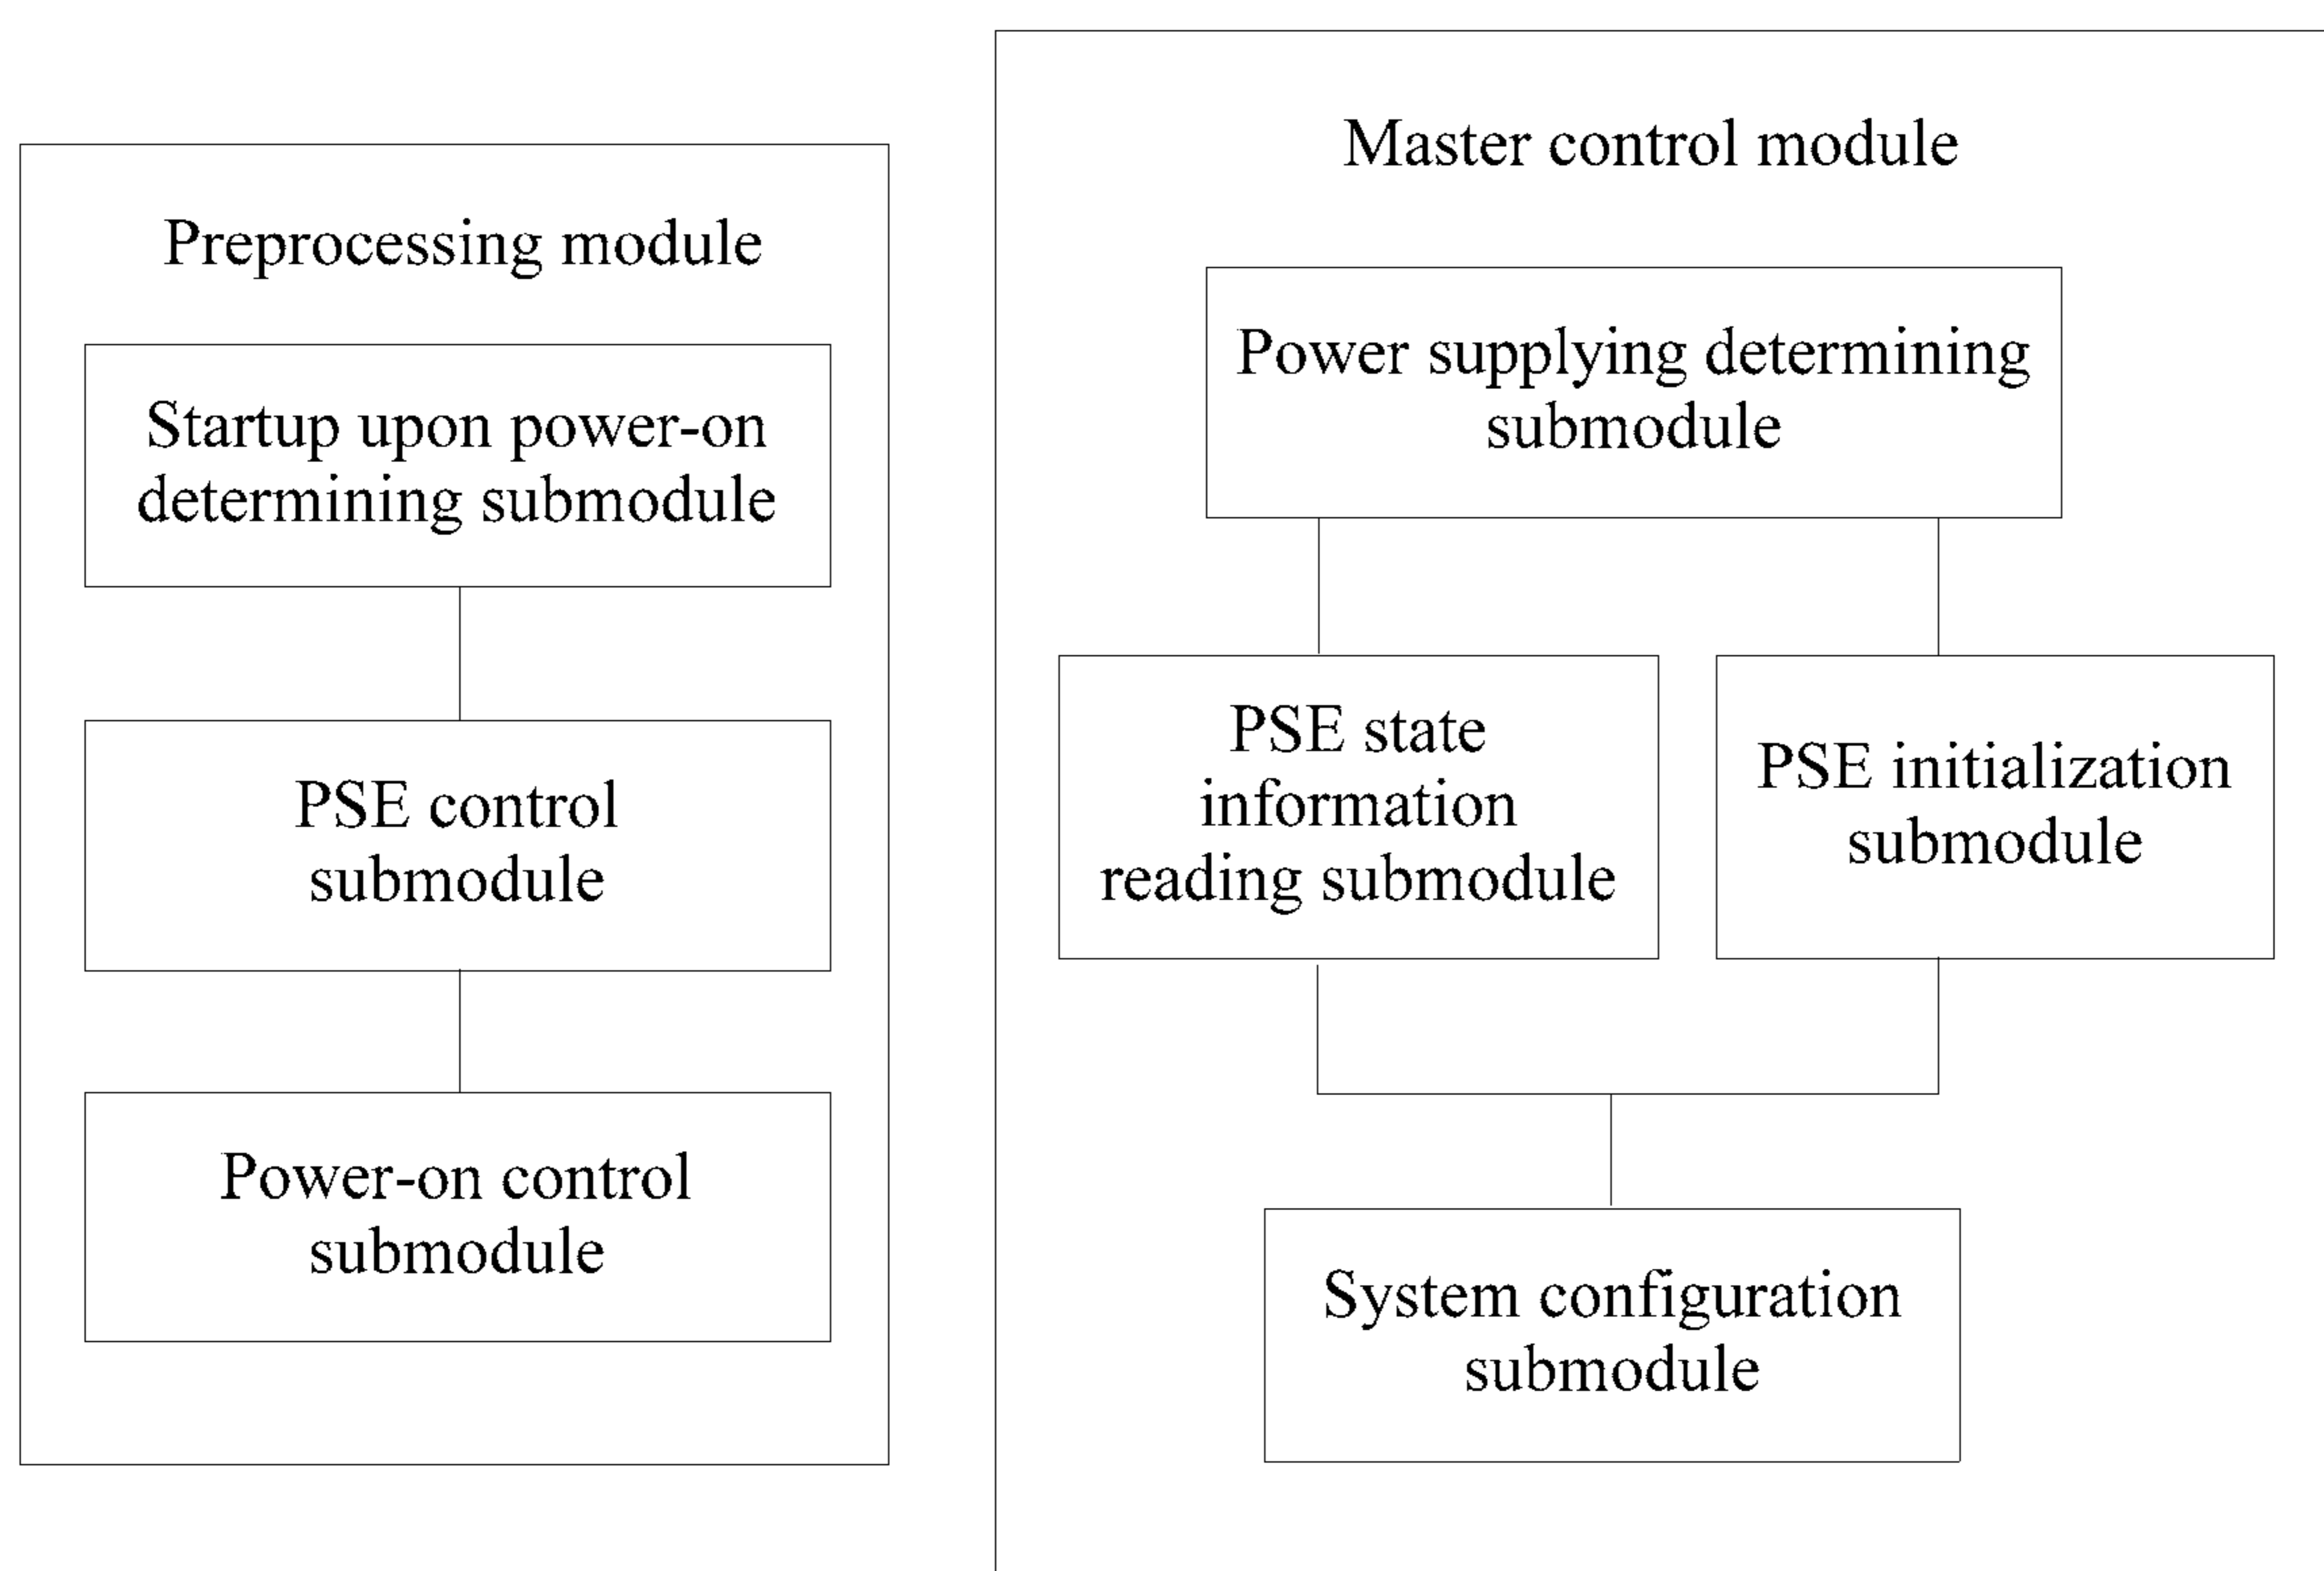 Preprocessing module
Startup upon power-on
determining submodule
PSE control
submodule
Power-on control
submodule
Master control module
Power supplying determining
submodule
PSE state
information
reading submodule
PSE initialization
submodule
System configuration
submodule